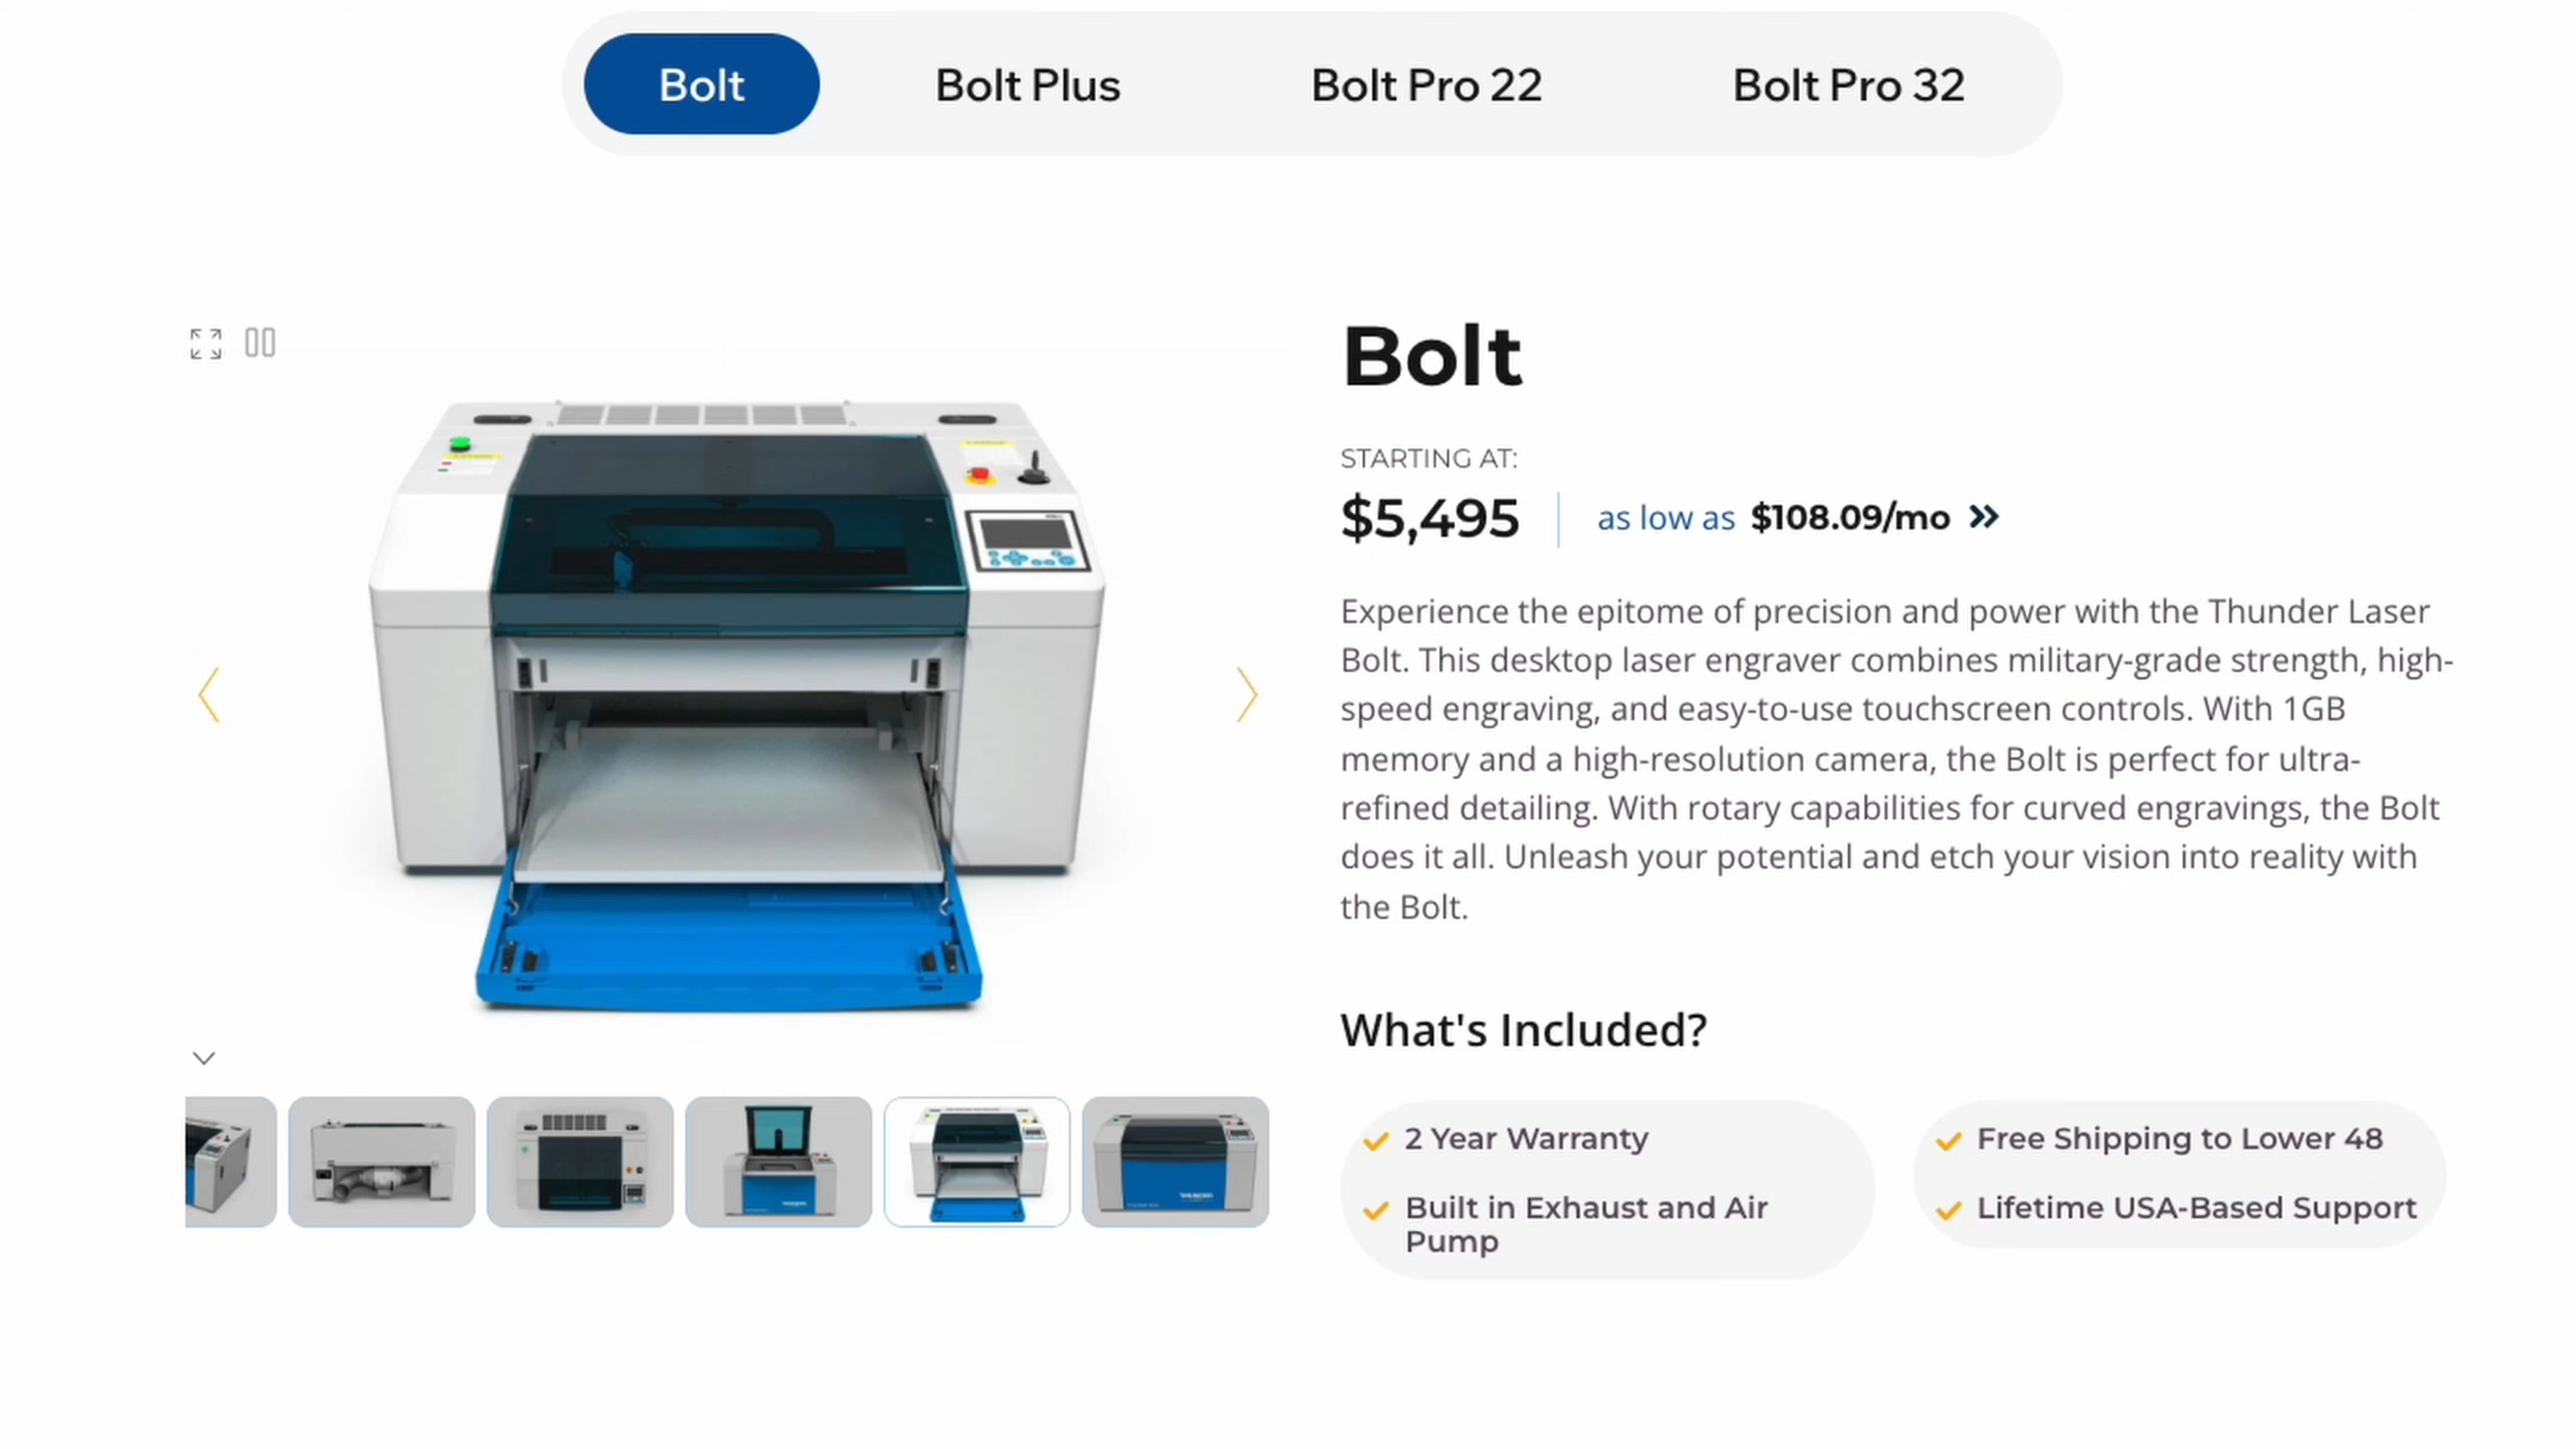 Bolt
Bolt Plus
Bolt Pro 22
Bolt Pro 32
Bolt
STARTING AT:
$5,495
as low as $108.09/mo
Experience the epitome of precision and power with the Thunder Laser
Bolt. This desktop laser engraver combines military-grade strength, high-
speed engraving, and easy-to-use touchscreen controls. With 1GB
memory and a high-resolution camera, the Bolt is perfect for ultra-
refined detailing. With rotary capabilities for curved engravings, the Bolt
does it all. Unleash your potential and etch your vision into reality with
the Bolt.
What's Included?
2 Year Warranty
Built in Exhaust and Air
Pump
Free Shipping to Lower 48
Lifetime USA-Based Support